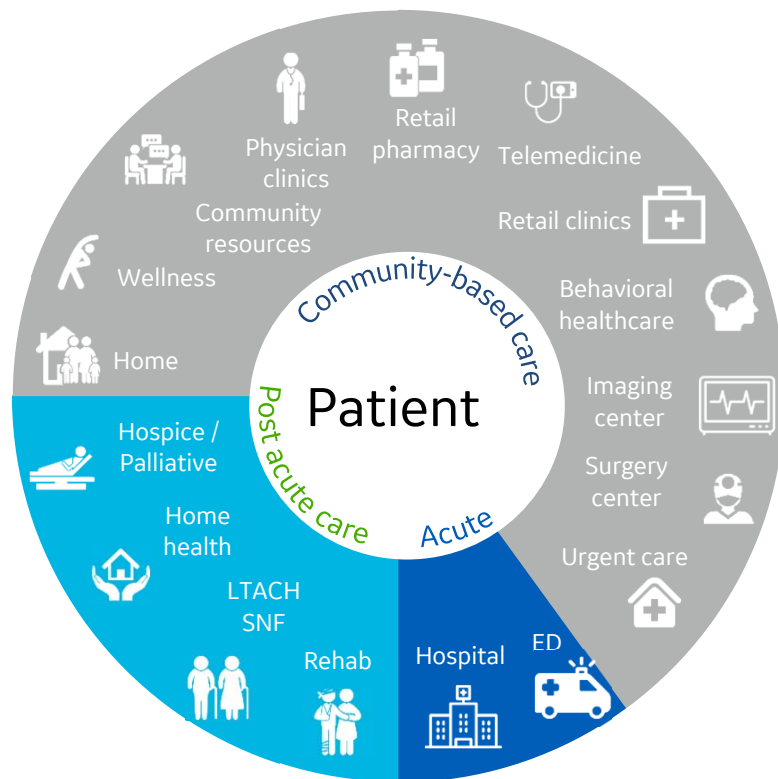 Retail
pharmacy
Physician
clinics
Telemedicine
Community
resources
Retail clinics
Wellness
Behavioral
healthcare
Home
Imaging
center
Surgery
center
Urgent care
Community-based care
Patient
Post acute care
Acute
Hospice /
Palliative
Home
health
LTACH
SNF
Rehab
Hospital
ED